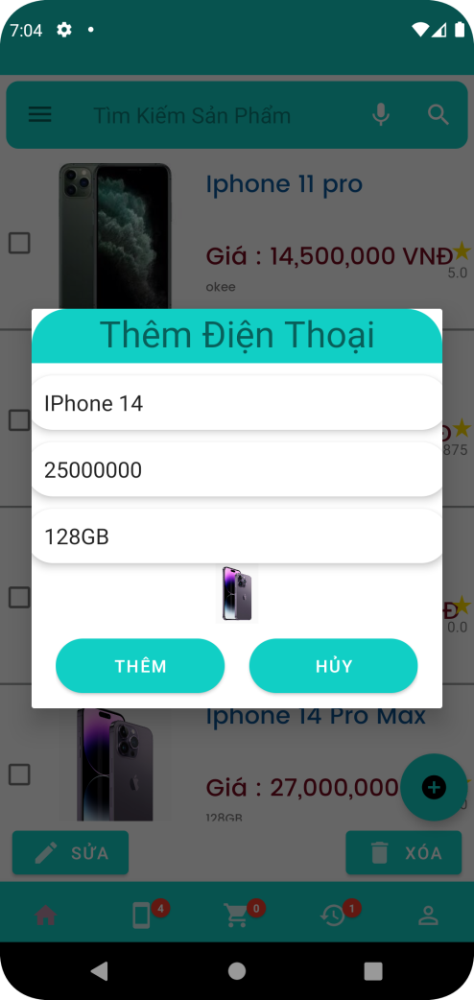 7:04
Tìm Kiếm Sản Phẩm
Iphone 11 pro
Giá : 14,500,000 VNĐ
5.0
okee
Thêm Điện Thoại
IPhone 14
25000000
128GB
THÊM
HỦY
Đ
875
Đ
0.0
Iphone 14 Pro Max
Giá : 27,000,000
128GB
SỬA
XÓA
4
0
1